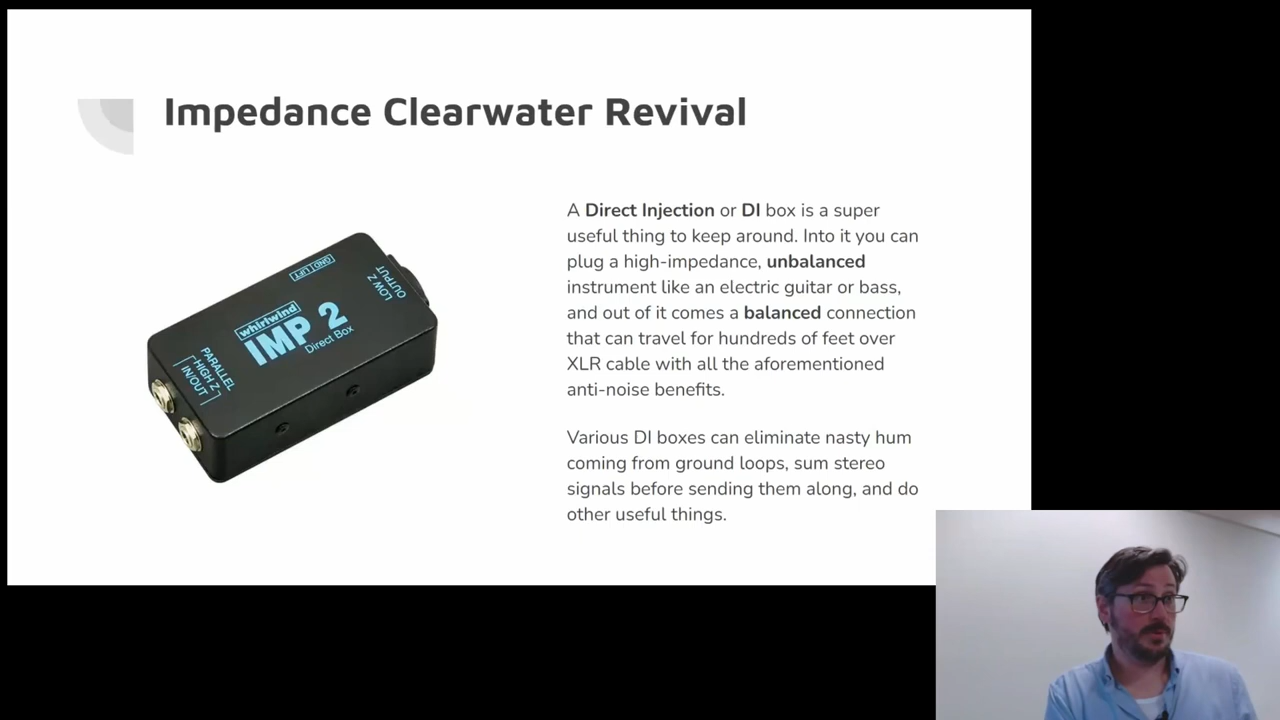 Impedance Clearwater Revival
A Direct Injection or DI box is a super
useful thing to keep around. Into it you can
plug a high-impedance, unbalanced
instrument like an electric guitar or bass,
and out of it comes a balanced connection
that can travel for hundreds of feet over
XLR cable with all the aforementioned
anti-noise benefits.
Various DI boxes can eliminate nasty hum
coming from ground loops, sum stereo
signals before sending them along, and do
other useful things.
GND LIFT
LOW Z
OUTPUT
whirlwind
IMP 2
Direct Box
PARALLEL
HIGH Z
IN/OUT